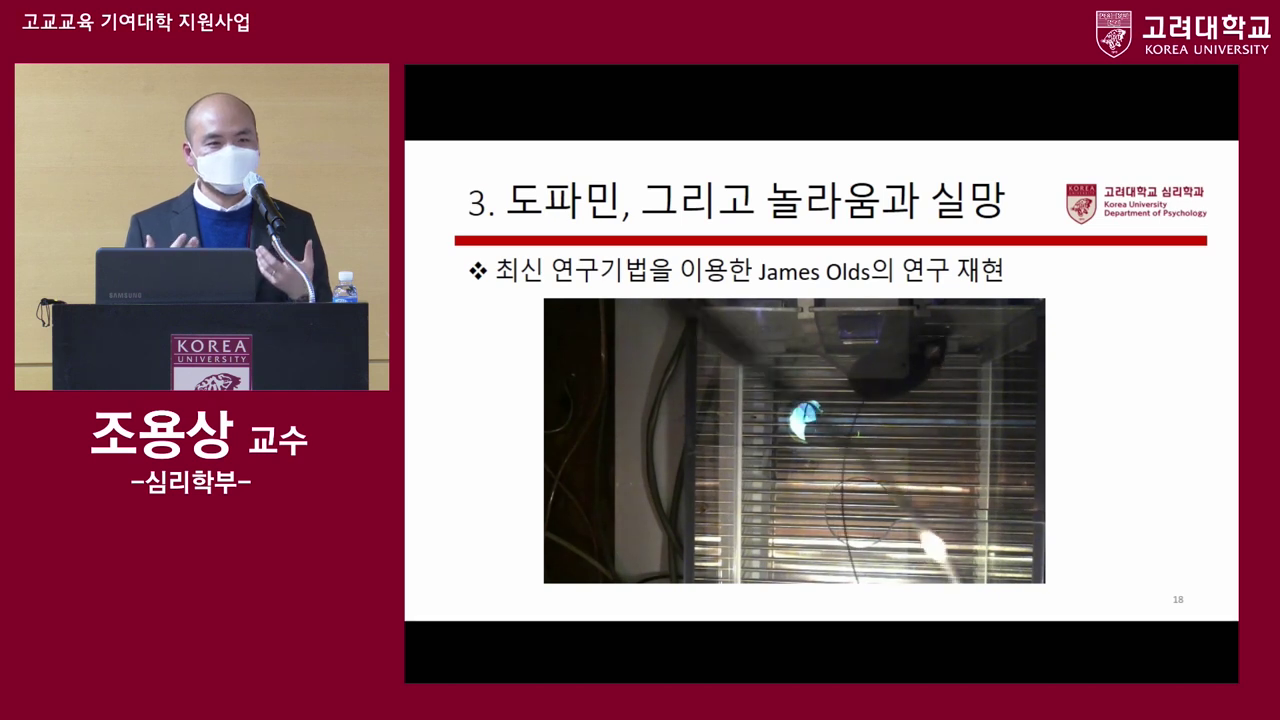 고교교육 기여대학 지원사업
고려대학교
KOREA UNIVERSITY
SAMSUNG
KOREA
UNIVERSITY
조용상 교수
-심리학부-
3. 도파민, 그리고 놀라움과 실망
KOREA
고려대학교 심리학과
Korea University
Department of Psychology
❖ 최신 연구기법을 이용한 James Olds의 연구 재현
18